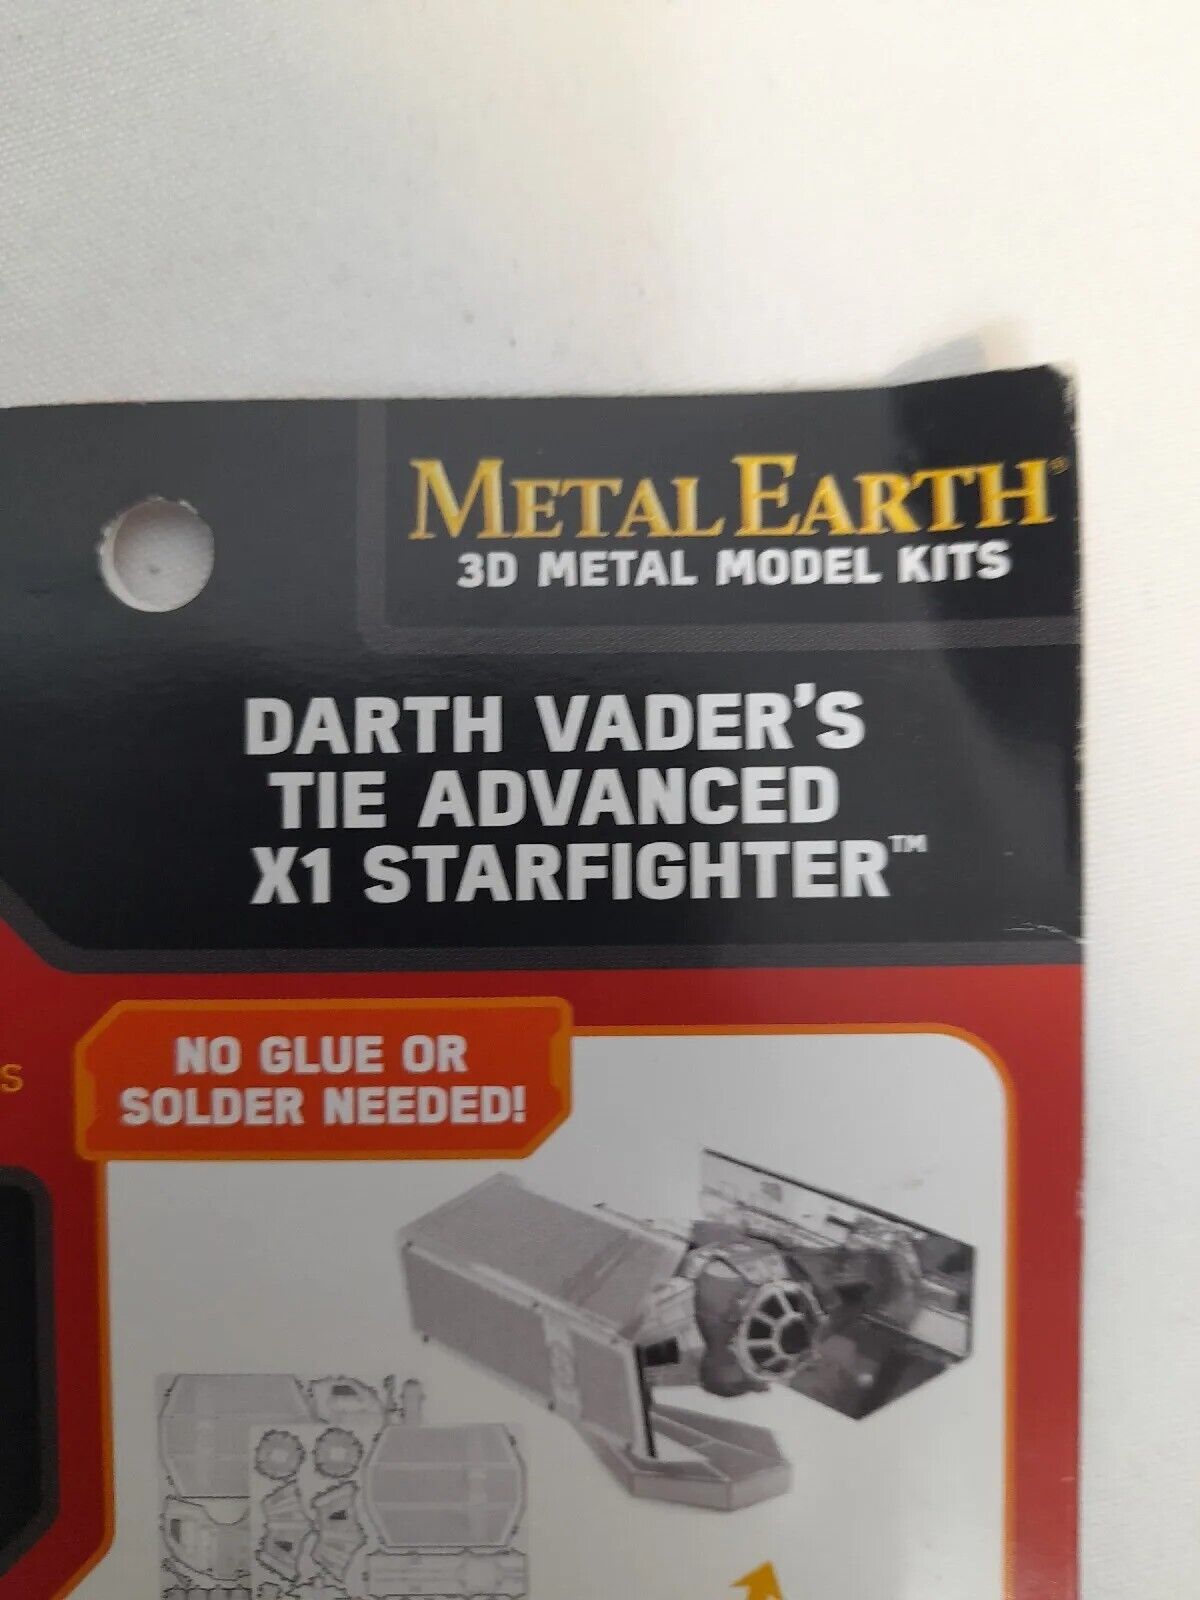 METAL EARTH®
3D METAL MODEL KITS
DARTH VADER'S
TIE ADVANCED
X1 STARFIGHTER™
NO GLUE OR
SOLDER NEEDED!
S